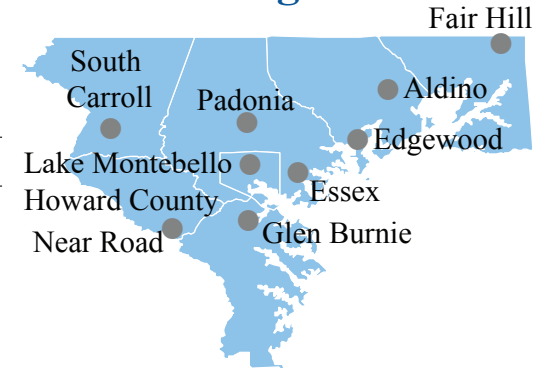 Fair Hill
South
Carroll
Aldino
Padonia
Edgewood
Lake Montebello
Essex
Howard County
Near Road
Glen Burnie